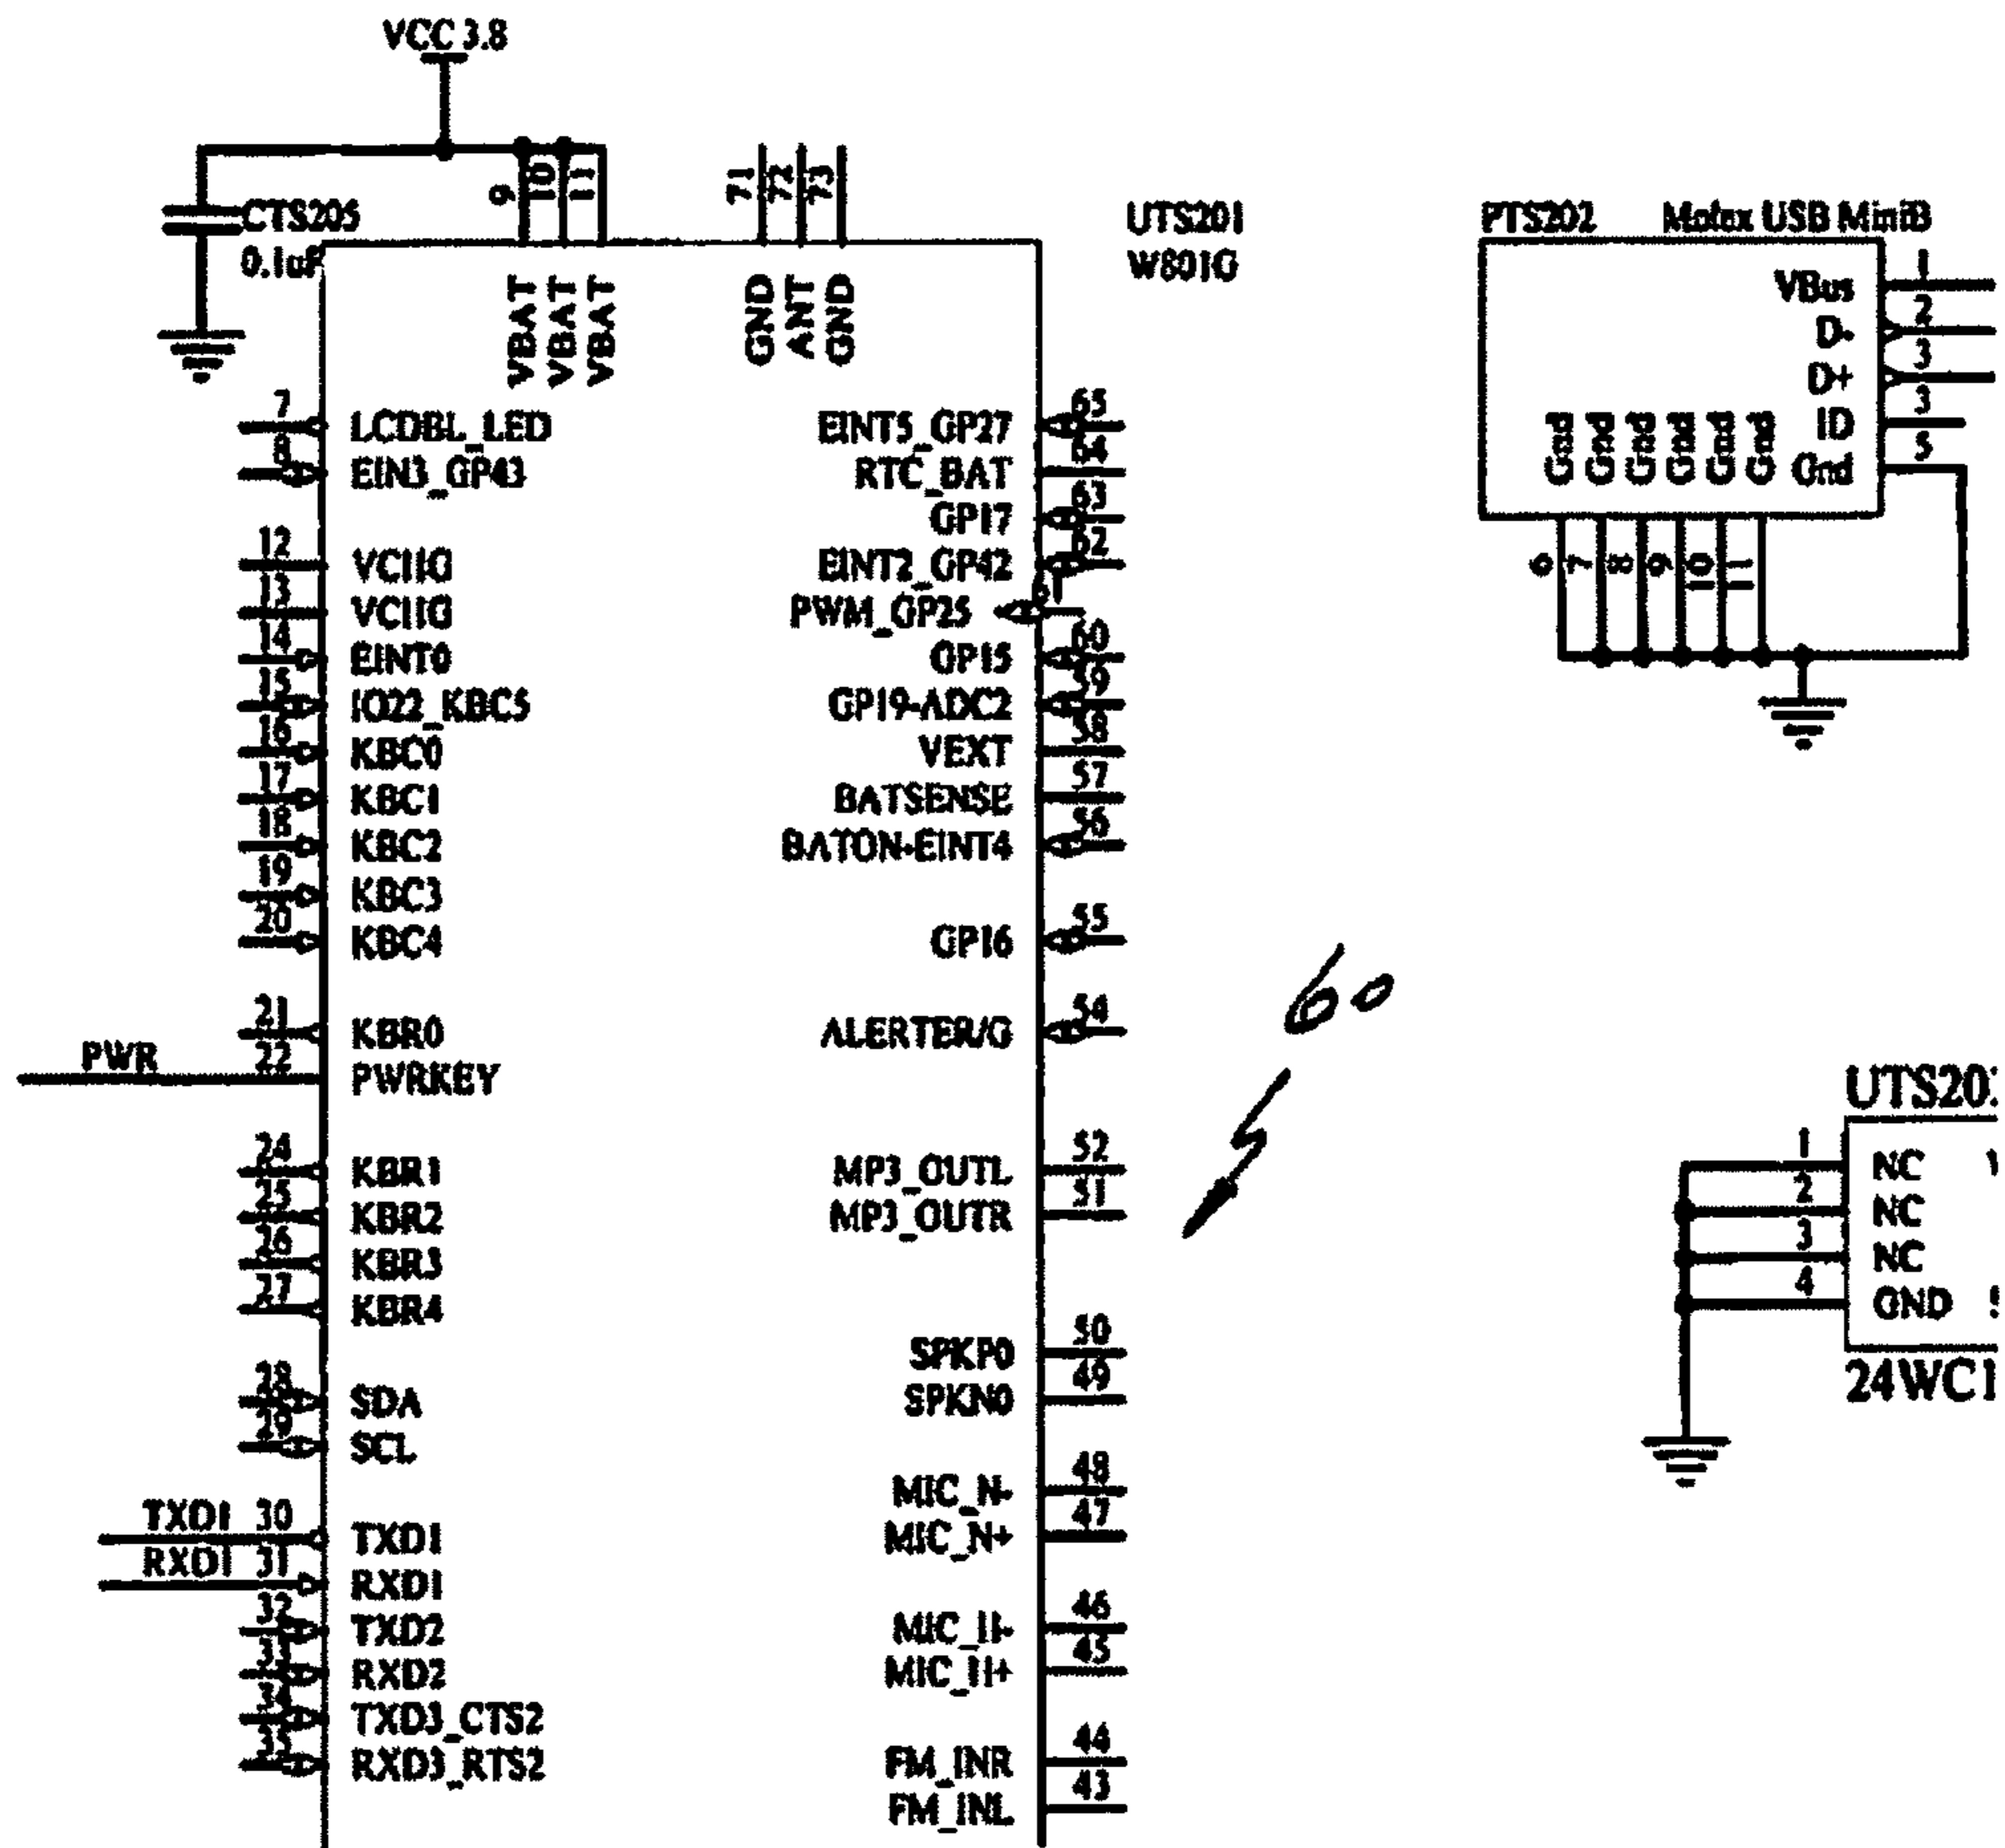 VCC 3.8
CTS205
0.1uF
9
10
11
VBAT
VBAT
VBAT
71
72
73
GND
ANT
GND
UTS201
W801G
7 LCDBL_LED
8 EIN3_GP43
12 VCHG
13 VCHG
14 EINT0
15 IO22_KBC5
16 KBC0
17 KBC1
18 KBC2
19 KBC3
20 KBC4
21 KBR0
PWR 22 PWRKEY
24 KBR1
25 KBR2
26 KBR3
27 KBR4
28 SDA
29 SCL
TXD1 30 TXD1
RXD1 31 RXD1
32 TXD2
33 RXD2
34 TXD3_CTS2
35 RXD3_RTS2
EINT5_GP27 65
RTC_BAT 64
GP17 63
EINT2_GP42 62
PWM_GP25 61
GP15 60
GP19-ADC2 59
VEXT 58
BATSENSE 57
BATON-EINT4 56
GP16 55
ALERTER/G 54
MP3_OUTL 52
MP3_OUTR 51
SPKP0 50
SPKN0 49
MIC_N- 48
MIC_N+ 47
MIC_H- 46
MIC_H+ 45
FM_INR 44
FM_INL 43
60
PTS202 Molex USB MiniB
VBus 1
D- 2
D+ 3
ID 3
Gnd 5
Gnd
Gnd
Gnd
Gnd
Gnd
Gnd
6
7
8
9
10
11
UTS20
1 NC
2 NC
3 NC
4 GND
24WC1